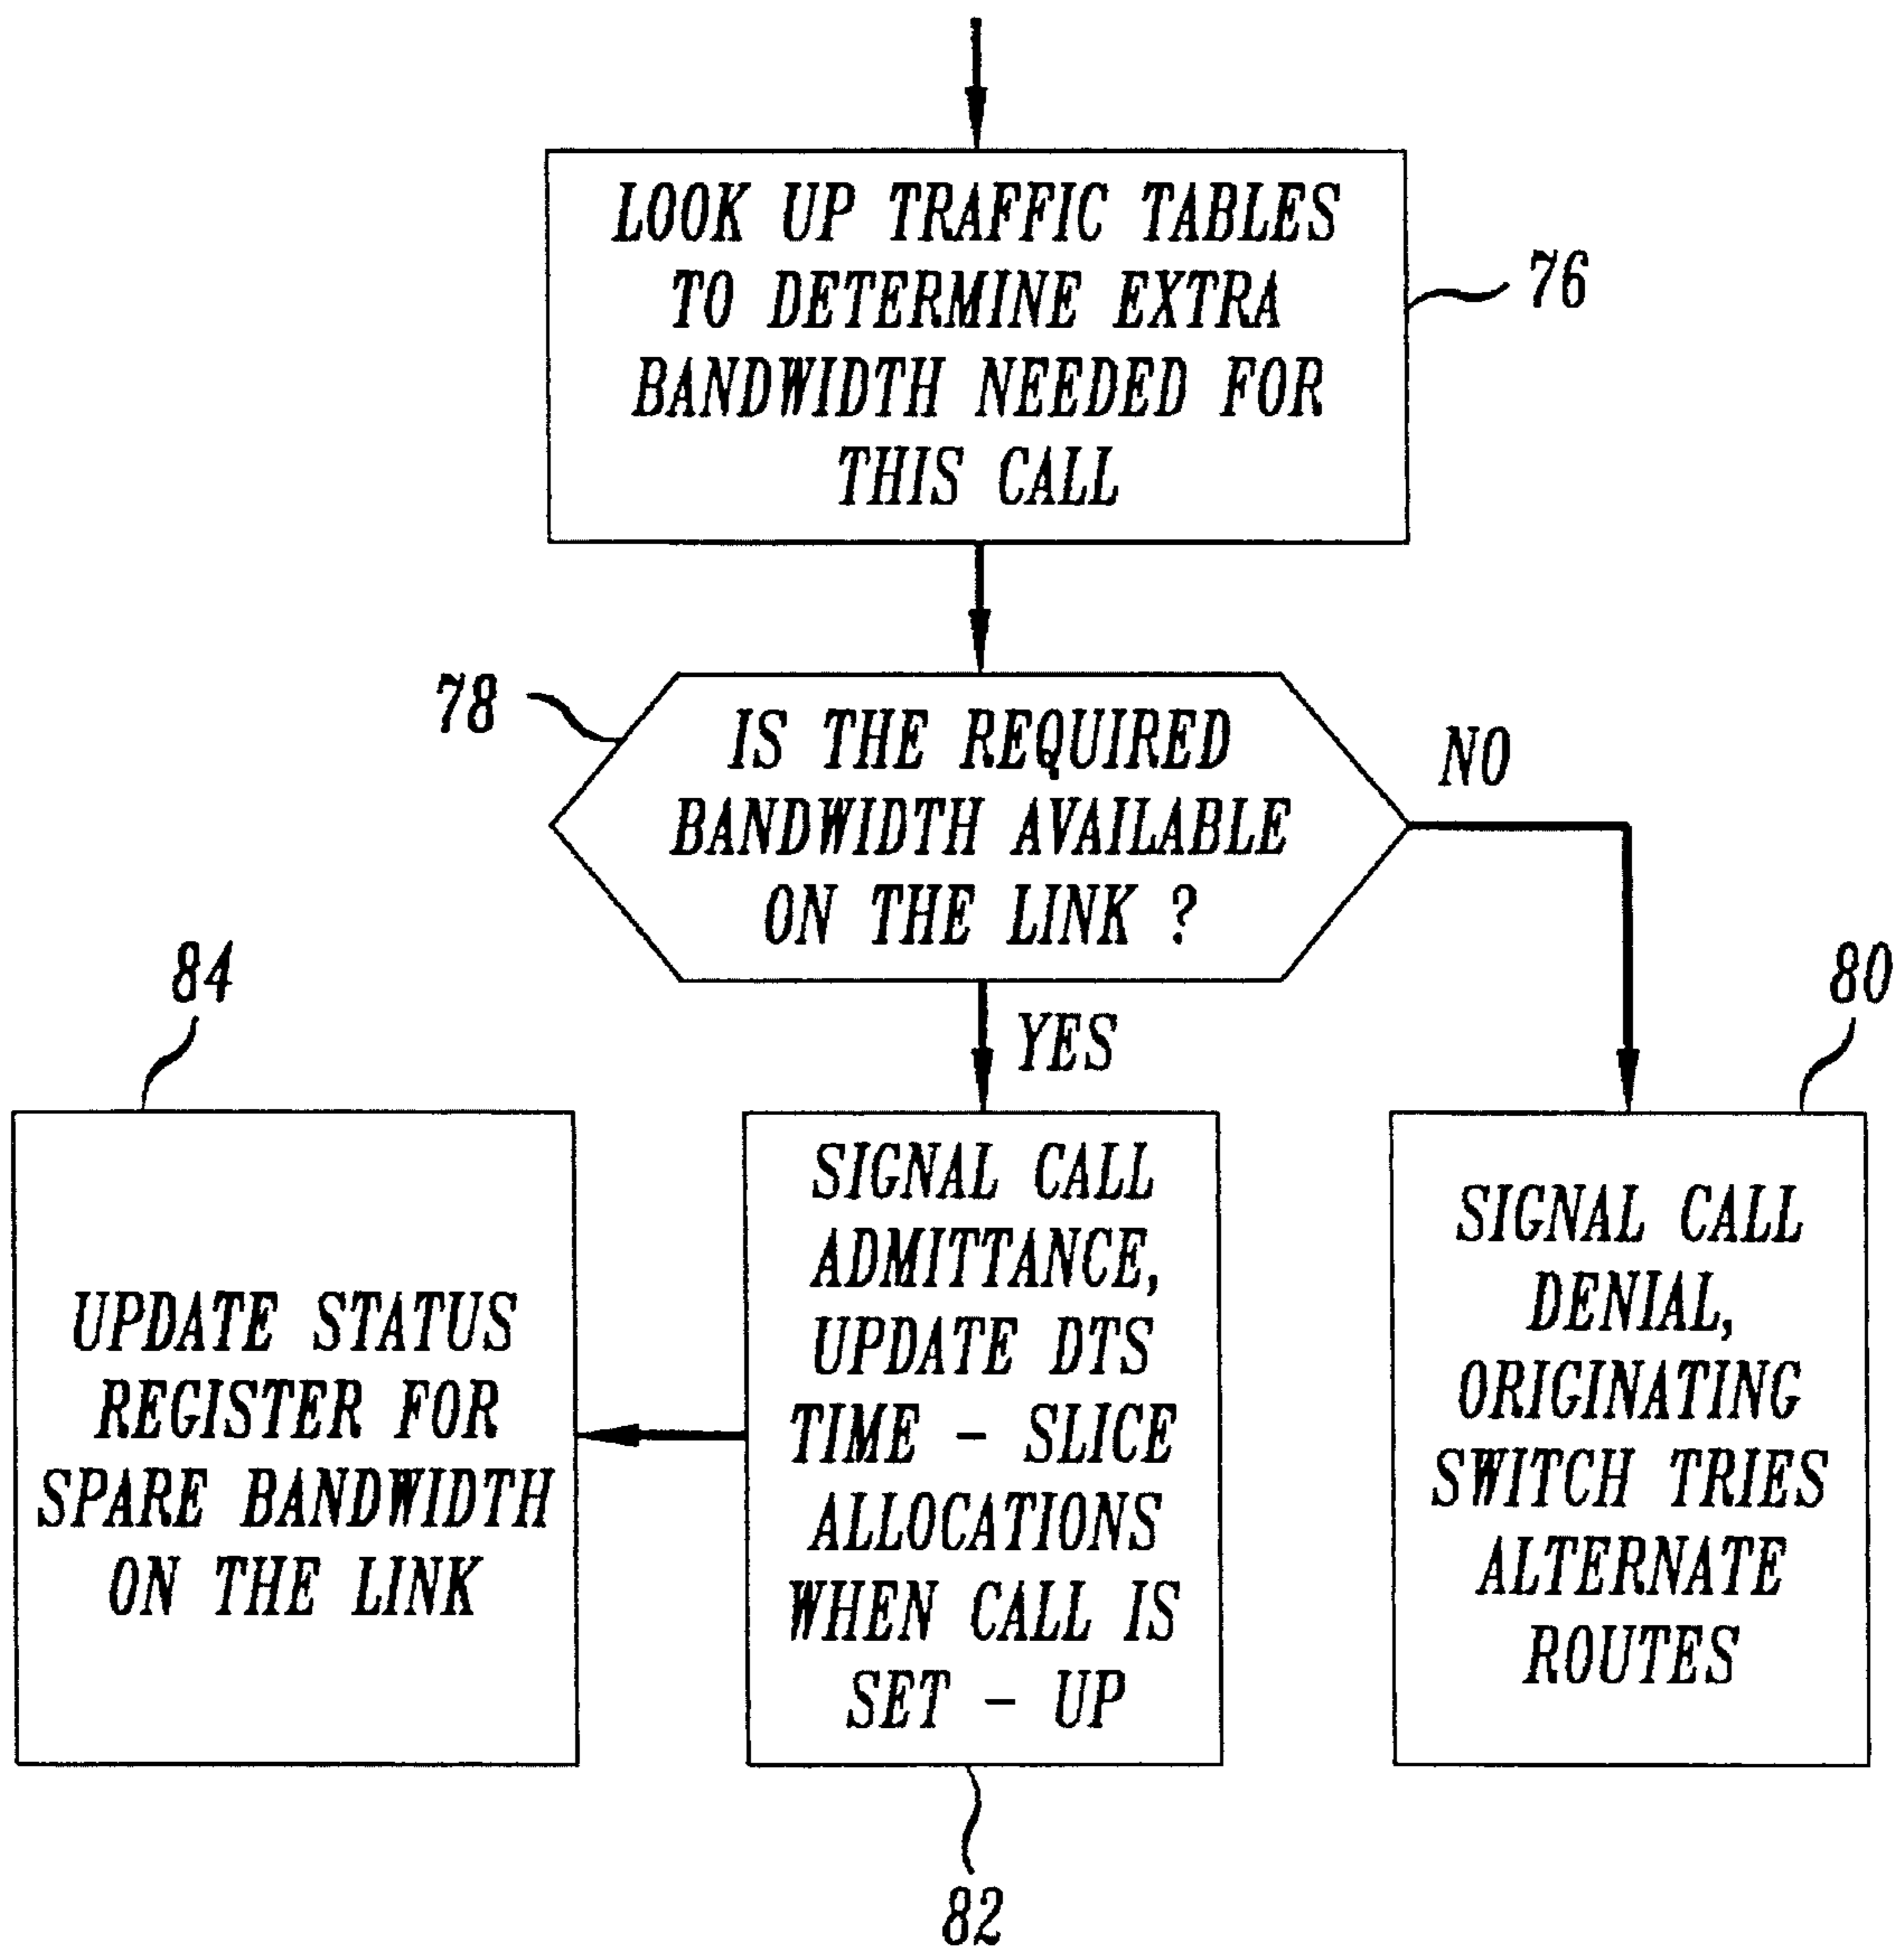 LOOK UP TRAFFIC TABLES
TO DETERMINE EXTRA
BANDWIDTH NEEDED FOR
THIS CALL
76
78
IS THE REQUIRED
BANDWIDTH AVAILABLE
ON THE LINK ?
NO
YES
84
UPDATE STATUS
REGISTER FOR
SPARE BANDWIDTH
ON THE LINK
SIGNAL CALL
ADMITTANCE,
UPDATE DTS
TIME - SLICE
ALLOCATIONS
WHEN CALL IS
SET - UP
82
80
SIGNAL CALL
DENIAL,
ORIGINATING
SWITCH TRIES
ALTERNATE
ROUTES